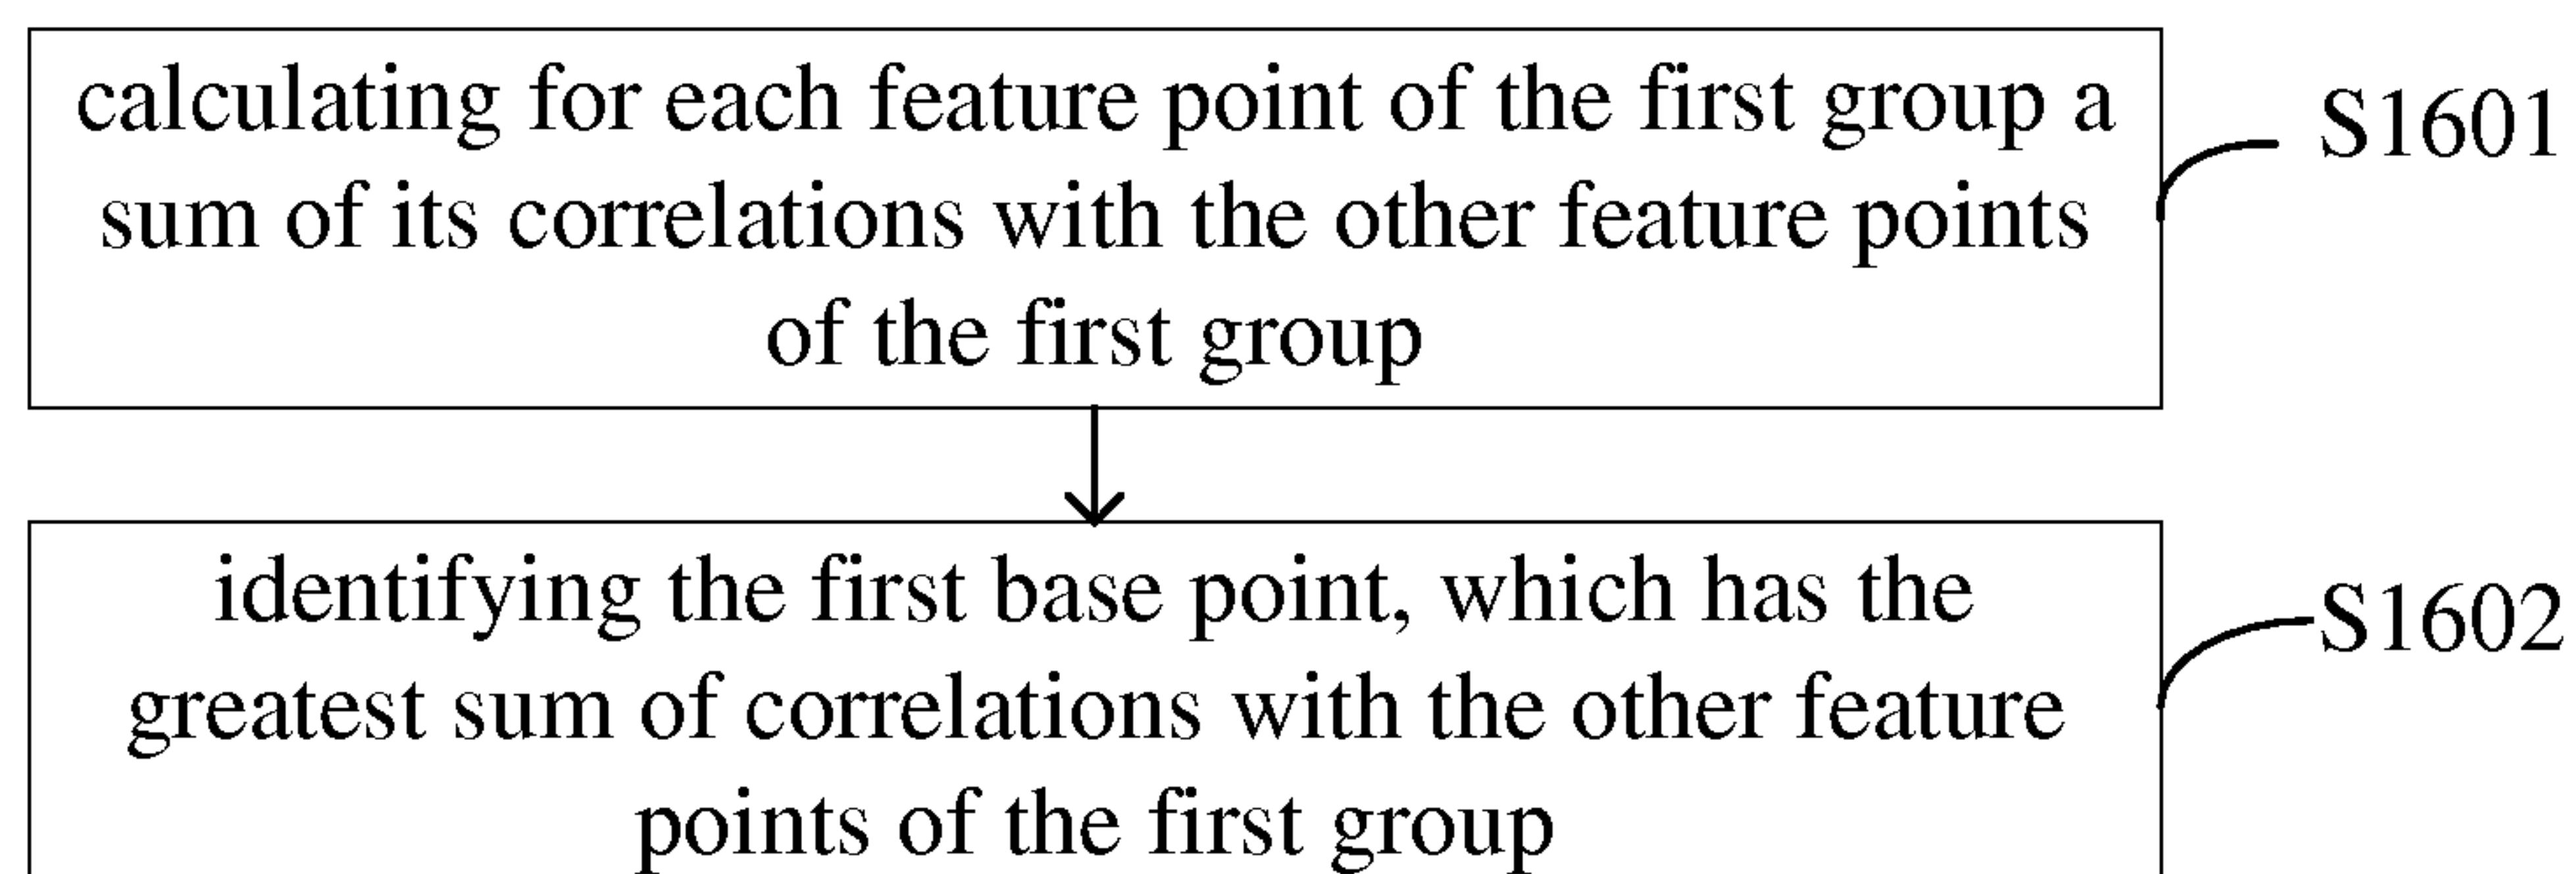 calculating for each feature point of the first group a
sum of its correlations with the other feature points
of the first group
S1601
identifying the first base point, which has the
greatest sum of correlations with the other feature
points of the first group
S1602